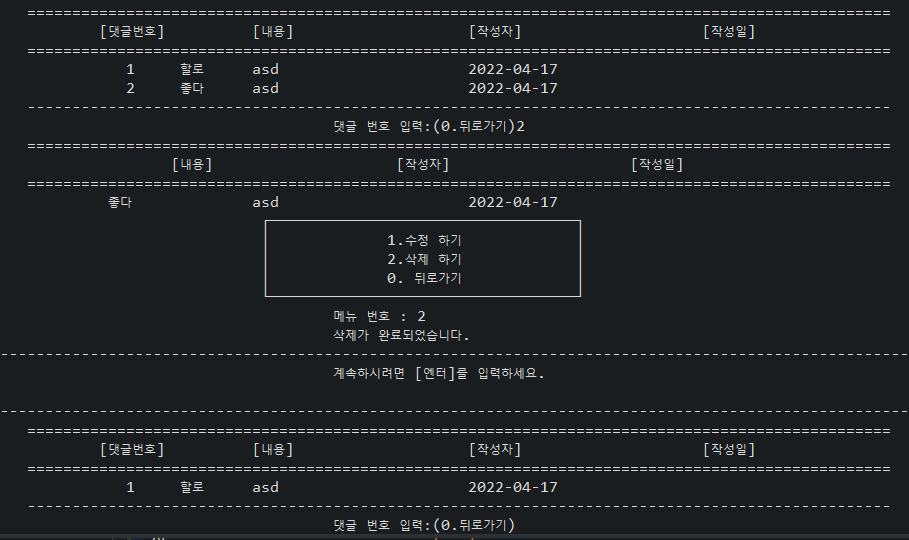 ================================================================================================
[댓글번호] [내용] [작성자] [작성일]
================================================================================================
1 할로 asd 2022-04-17
2 좋다 asd 2022-04-17
------------------------------------------------------------------------------------------------
댓글 번호 입력:(0.뒤로가기)2
================================================================================================
[내용] [작성자] [작성일]
================================================================================================
좋다 asd 2022-04-17
1.수정 하기
2.삭제 하기
0. 뒤로가기
메뉴 번호 : 2
삭제가 완료되었습니다.
-----------------------------------------------------------------------------------------------------
계속하시려면 [엔터]를 입력하세요.
-----------------------------------------------------------------------------------------------------
================================================================================================
[댓글번호] [내용] [작성자] [작성일]
================================================================================================
1 할로 asd 2022-04-17
------------------------------------------------------------------------------------------------
댓글 번호 입력:(0.뒤로가기)